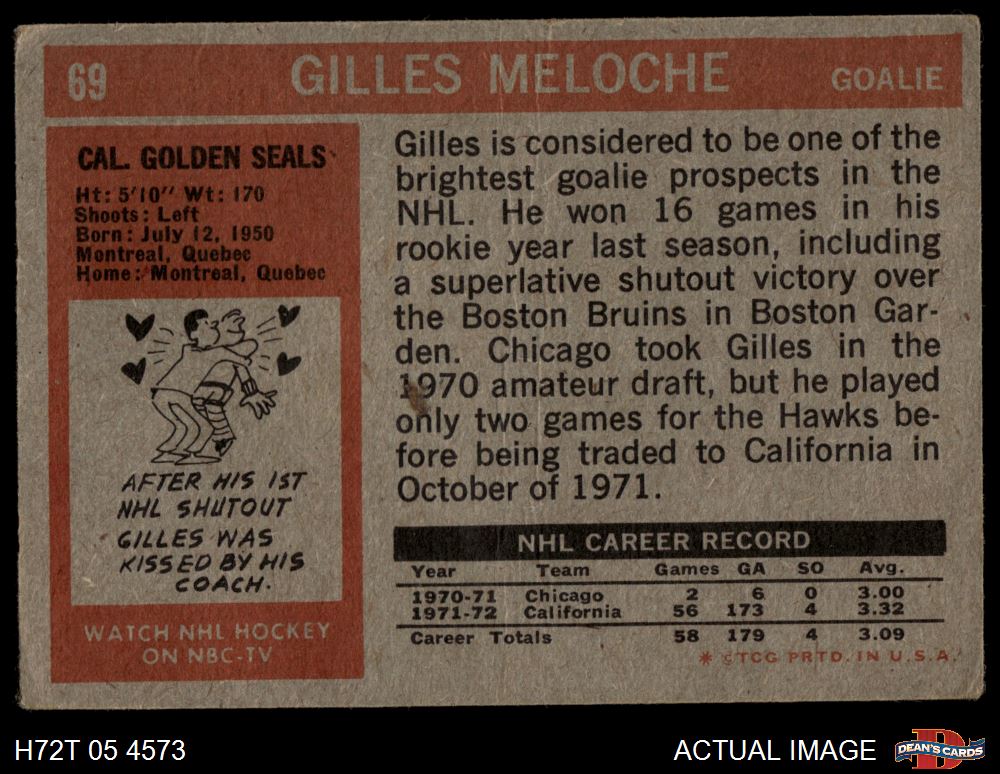 69 GILLES MELOCHE GOALIE
CAL. GOLDEN SEALS
Ht: 5'10" Wt: 170
Shoots: Left
Born: July 12, 1950
Montreal, Quebec
Home: Montreal, Quebec
AFTER HIS 1ST
NHL SHUTOUT
GILLES WAS
KISSED BY HIS
COACH.
WATCH NHL HOCKEY
ON NBC-TV
Gilles is considered to be one of the
brightest goalie prospects in the
NHL. He won 16 games in his
rookie year last season, including
a superlative shutout victory over
the Boston Bruins in Boston Gar-
den. Chicago took Gilles in the
1970 amateur draft, but he played
only two games for the Hawks be-
fore being traded to California in
October of 1971.
NHL CAREER RECORD
Year Team Games GA SO Avg.
1970-71 Chicago 2 6 0 3.00
1971-72 California 56 173 4 3.32
Career Totals 58 179 4 3.09
* ©TCG PRTD. IN U.S.A.
H72T 05 4573
ACTUAL IMAGE
D
DEAN'S CARDS